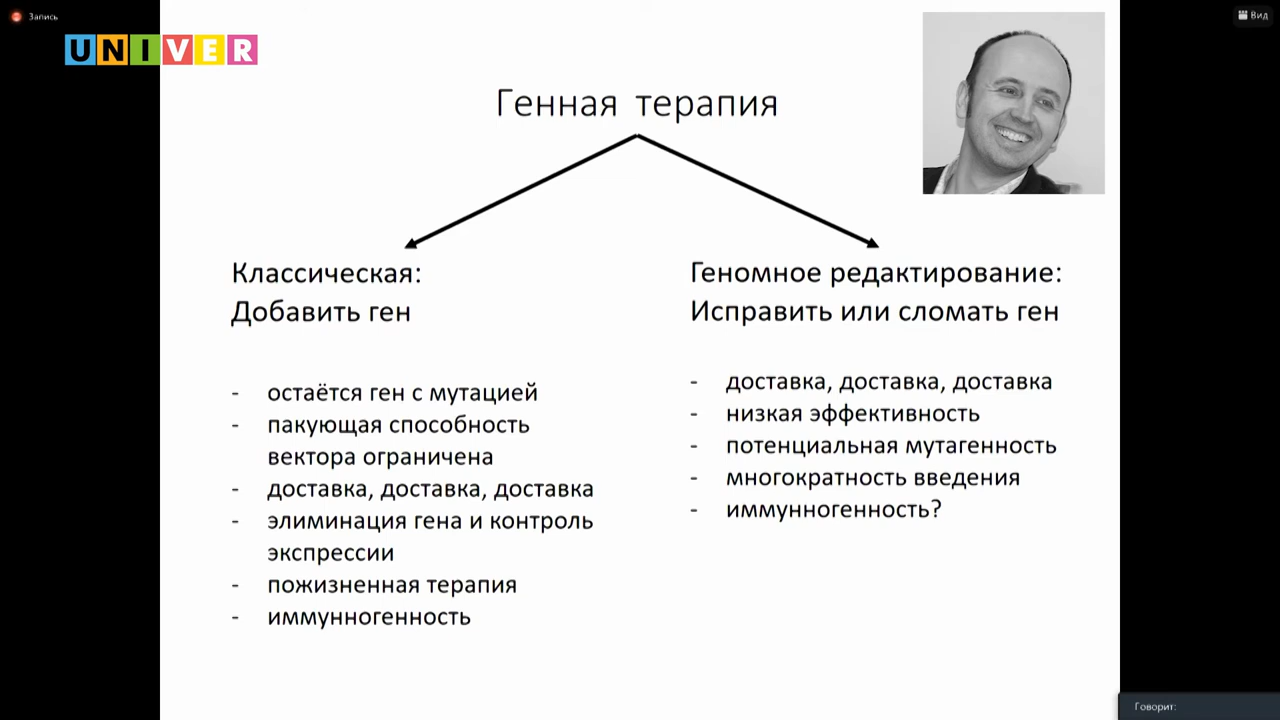 Запись
Вид
UNIVER
Генная терапия
Классическая:
Добавить ген
- остаётся ген с мутацией
- пакующая способность
вектора ограничена
- доставка, доставка, доставка
- элиминация гена и контроль
экспрессии
- пожизненная терапия
- иммунногенность
Геномное редактирование:
Исправить или сломать ген
- доставка, доставка, доставка
- низкая эффективность
- потенциальная мутагенность
- многократность введения
- иммунногенность?
Говорит: